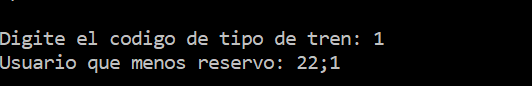 Digite el codigo de tipo de tren: 1
Usuario que menos reservo: 22;1